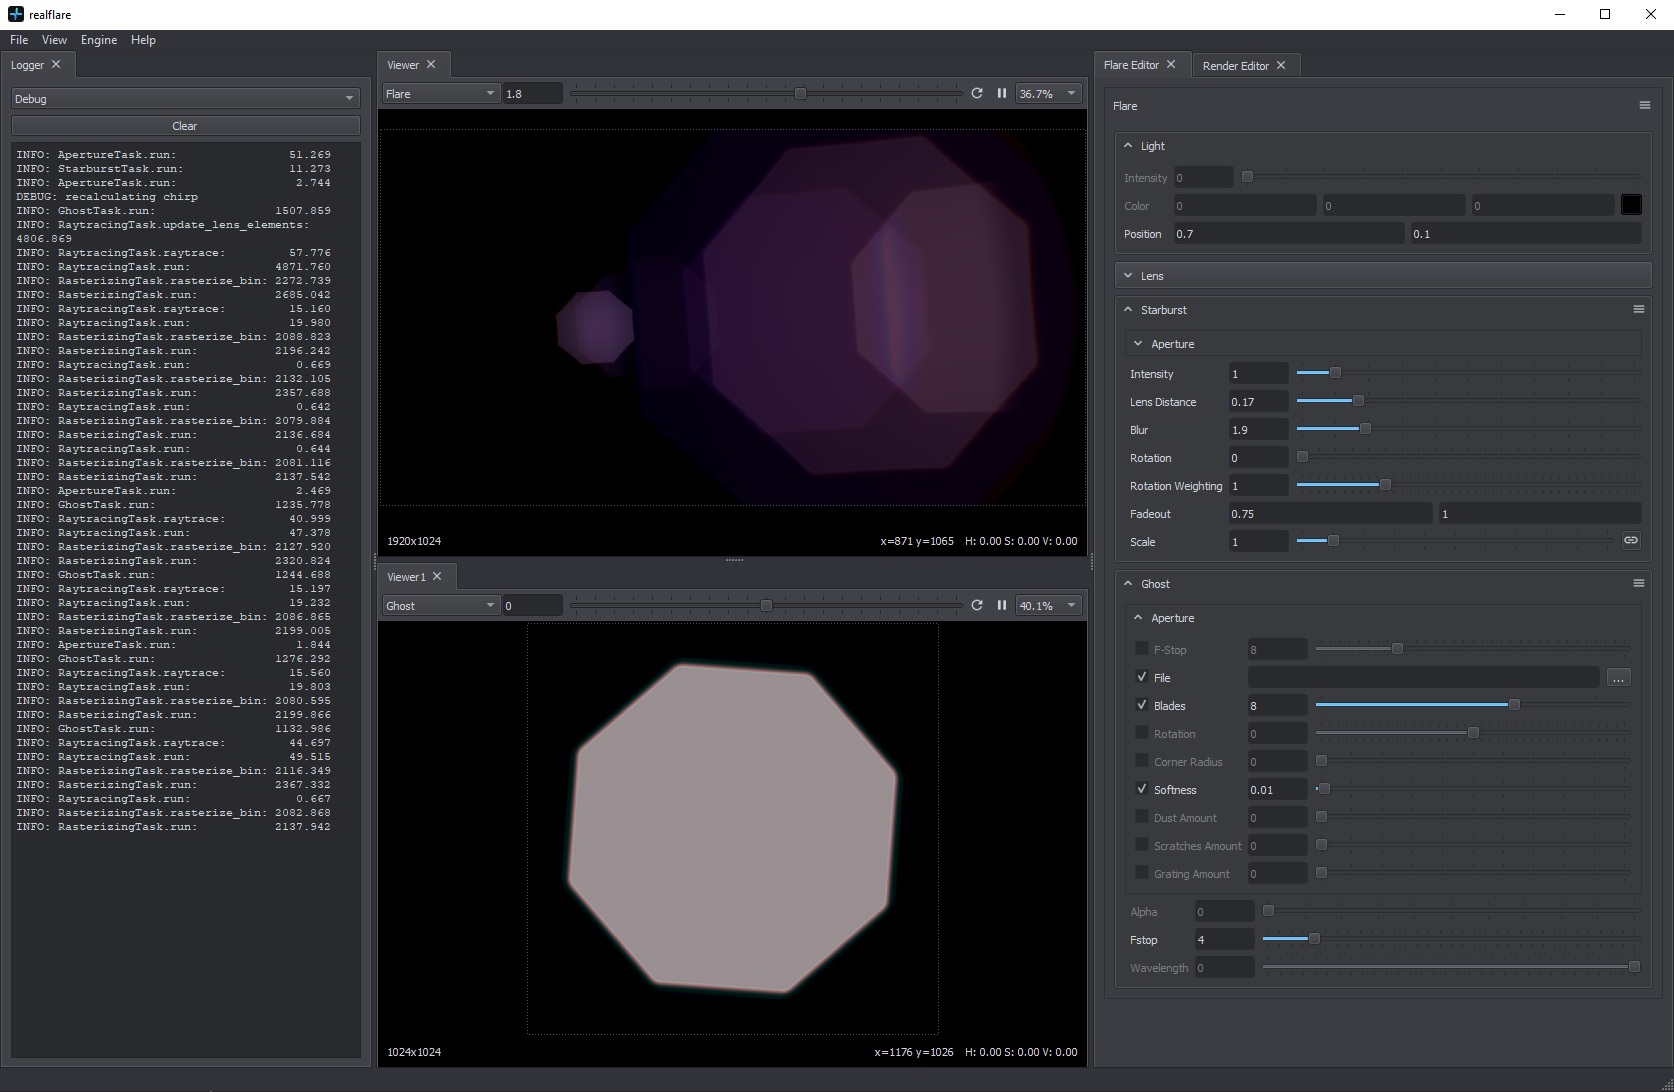 realflare
File View Engine Help
Logger
Debug
Clear
INFO: ApertureTask.run: 51.269
INFO: StarburstTask.run: 11.273
INFO: ApertureTask.run: 2.744
DEBUG: recalculating chirp
INFO: GhostTask.run: 1507.859
INFO: RaytracingTask.update_lens_elements:
4806.869
INFO: RaytracingTask.raytrace: 57.776
INFO: RaytracingTask.run: 4871.760
INFO: RasterizingTask.rasterize_bin: 2272.739
INFO: RasterizingTask.run: 2685.042
INFO: RaytracingTask.raytrace: 15.160
INFO: RaytracingTask.run: 19.980
INFO: RasterizingTask.rasterize_bin: 2088.823
INFO: RasterizingTask.run: 2196.242
INFO: RaytracingTask.run: 0.669
INFO: RasterizingTask.rasterize_bin: 2132.105
INFO: RasterizingTask.run: 2357.688
INFO: RaytracingTask.run: 0.642
INFO: RasterizingTask.rasterize_bin: 2079.884
INFO: RasterizingTask.run: 2136.684
INFO: RaytracingTask.run: 0.644
INFO: RasterizingTask.rasterize_bin: 2081.116
INFO: RasterizingTask.run: 2137.542
INFO: ApertureTask.run: 2.469
INFO: GhostTask.run: 1235.778
INFO: RaytracingTask.raytrace: 40.999
INFO: RaytracingTask.run: 47.378
INFO: RasterizingTask.rasterize_bin: 2127.920
INFO: RasterizingTask.run: 2320.824
INFO: GhostTask.run: 1244.688
INFO: RaytracingTask.raytrace: 15.197
INFO: RaytracingTask.run: 19.232
INFO: RasterizingTask.rasterize_bin: 2086.865
INFO: RasterizingTask.run: 2199.005
INFO: ApertureTask.run: 1.844
INFO: GhostTask.run: 1276.292
INFO: RaytracingTask.raytrace: 15.560
INFO: RaytracingTask.run: 19.803
INFO: RasterizingTask.rasterize_bin: 2080.595
INFO: RasterizingTask.run: 2199.866
INFO: GhostTask.run: 1132.986
INFO: RaytracingTask.raytrace: 44.697
INFO: RaytracingTask.run: 49.515
INFO: RasterizingTask.rasterize_bin: 2116.349
INFO: RasterizingTask.run: 2367.332
INFO: RaytracingTask.run: 0.667
INFO: RasterizingTask.rasterize_bin: 2082.868
INFO: RasterizingTask.run: 2137.942
Viewer
Flare 1.8 36.7%
1920x1024 x=871 y=1065 H: 0.00 S: 0.00 V: 0.00
Viewer1
Ghost 0 40.1%
1024x1024 x=1176 y=1026 H: 0.00 S: 0.00 V: 0.00
Flare Editor Render Editor
Flare
Light
Intensity 0
Color 0 0 0
Position 0.7 0.1
Lens
Starburst
Aperture
Intensity 1
Lens Distance 0.17
Blur 1.9
Rotation 0
Rotation Weighting 1
Fadeout 0.75 1
Scale 1
Ghost
Aperture
F-Stop 8
File ...
Blades 8
Rotation 0
Corner Radius 0
Softness 0.01
Dust Amount 0
Scratches Amount 0
Grating Amount 0
Alpha 0
Fstop 4
Wavelength 0